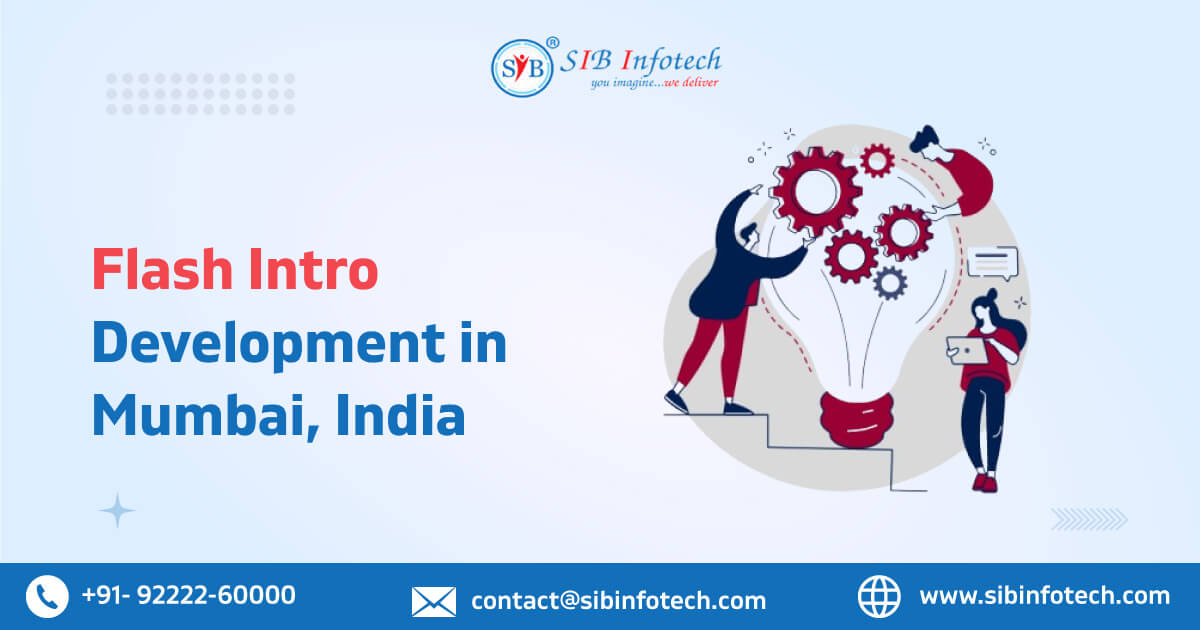 SIB ® SIB Infotech
you imagine...we deliver
Flash Intro
Development in
Mumbai, India
+91- 92222-60000
contact@sibinfotech.com
www.sibinfotech.com